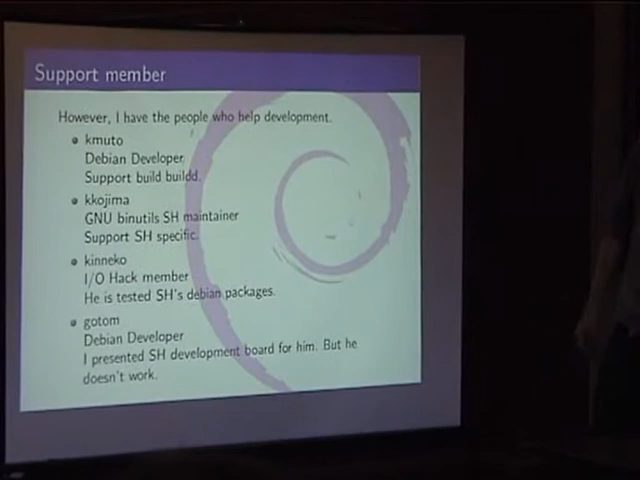 Support member
However, I have the people who help development.
kmuto
Debian Developer
Support build buildd.
kkojima
GNU binutils SH maintainer
Support SH specific.
kinneko
I/O Hack member
He is tested SH's debian packages.
gotom
Debian Developer
I presented SH development board for him. But he
doesn't work.